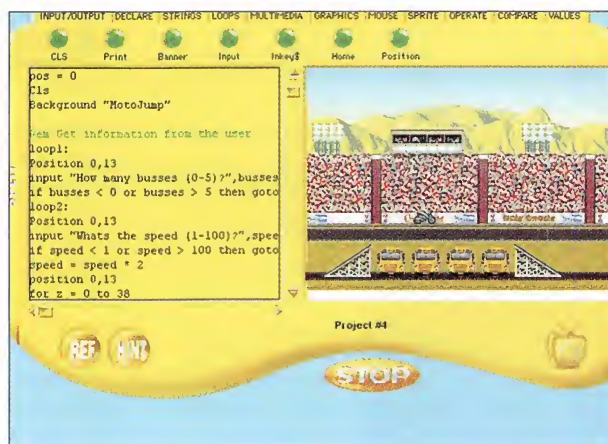 INPUT/OUTPUT DECLARE STRINGS LOOPS MULTIMEDIA GRAPHICS MOUSE SPRITE OPERATE COMPARE VALUES
CLS Print Banner Input Inkey$ Home Position
pos = 0
Cls
Background "MotoJump"
Rem Get information from the user
loop1:
Position 0,13
input "How many busses (0-5)?",busses
if busses < 0 or busses > 5 then goto
loop2:
Position 0,13
input "Whats the speed (1-100)?",spee
if speed < 1 or speed > 100 then goto
speed = speed * 2
position 0,13
for z = 0 to 38
Project #4
REF HINT
STOP